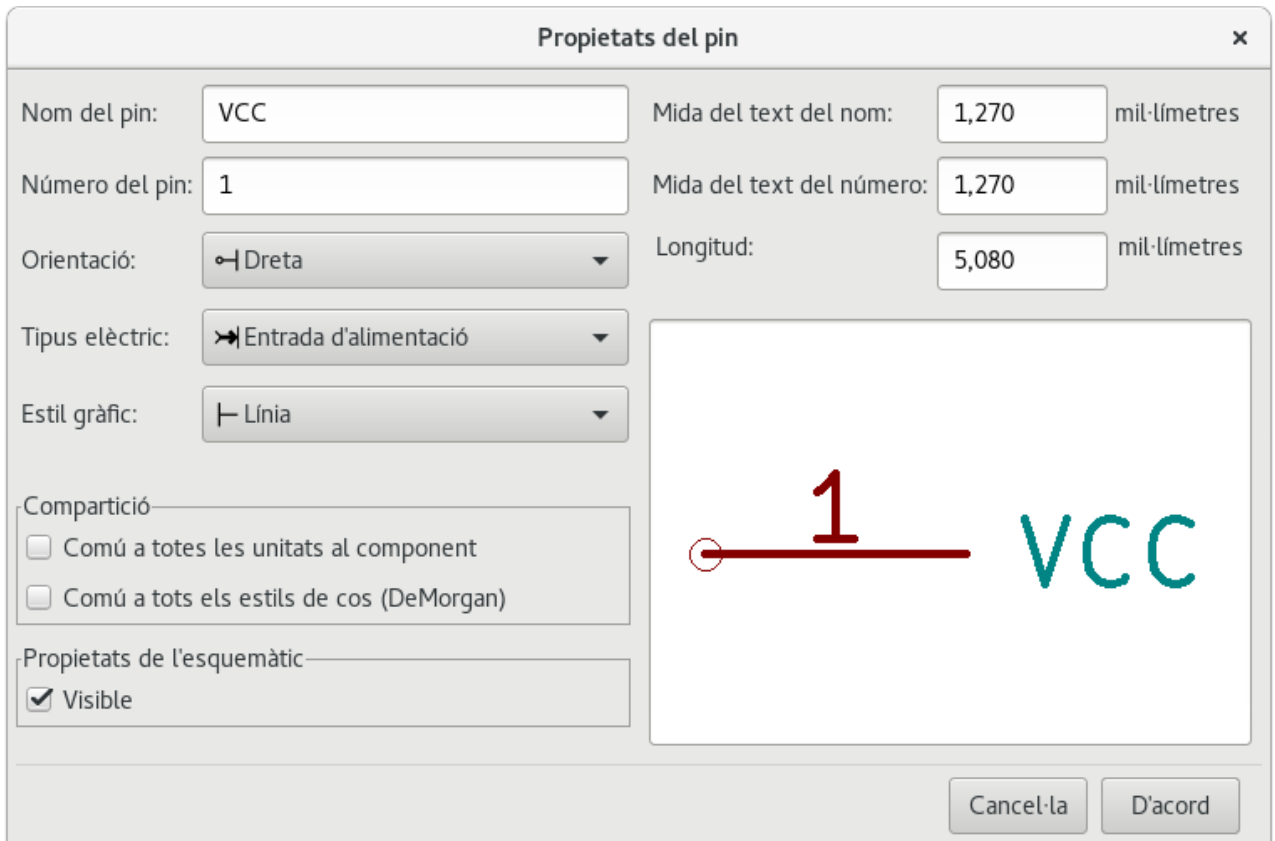 Propietats del pin
Nom del pin: VCC
Mida del text del nom: 1,270 mil·límetres
Número del pin: 1
Mida del text del número: 1,270 mil·límetres
Orientació: Dreta
Longitud: 5,080 mil·límetres
Tipus elèctric: Entrada d'alimentació
Estil gràfic: Línia
1
VCC
Compartició
Comú a totes les unitats al component
Comú a tots els estils de cos (DeMorgan)
Propietats de l'esquemàtic
Visible
Cancel·la
D'acord